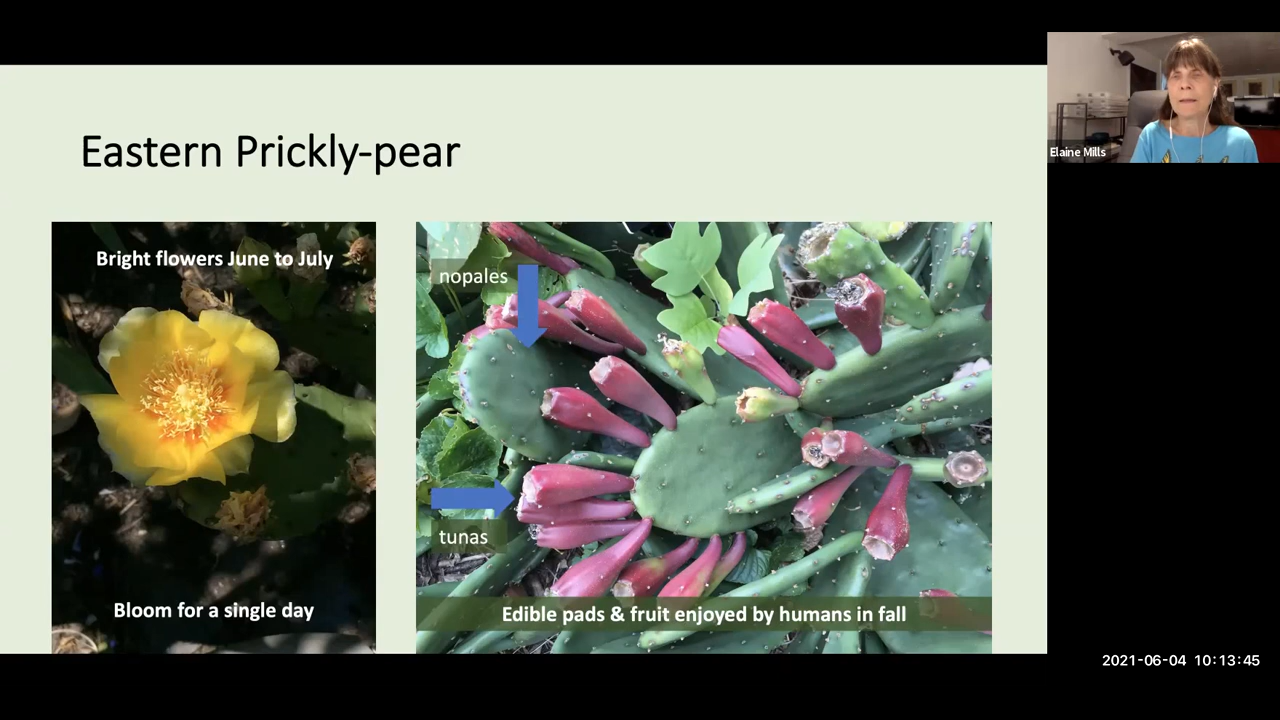 Eastern Prickly-pear
Bright flowers June to July
Bloom for a single day
nopales
tunas
Edible pads & fruit enjoyed by humans in fall
Elaine Mills
2021-06-04 10:13:45